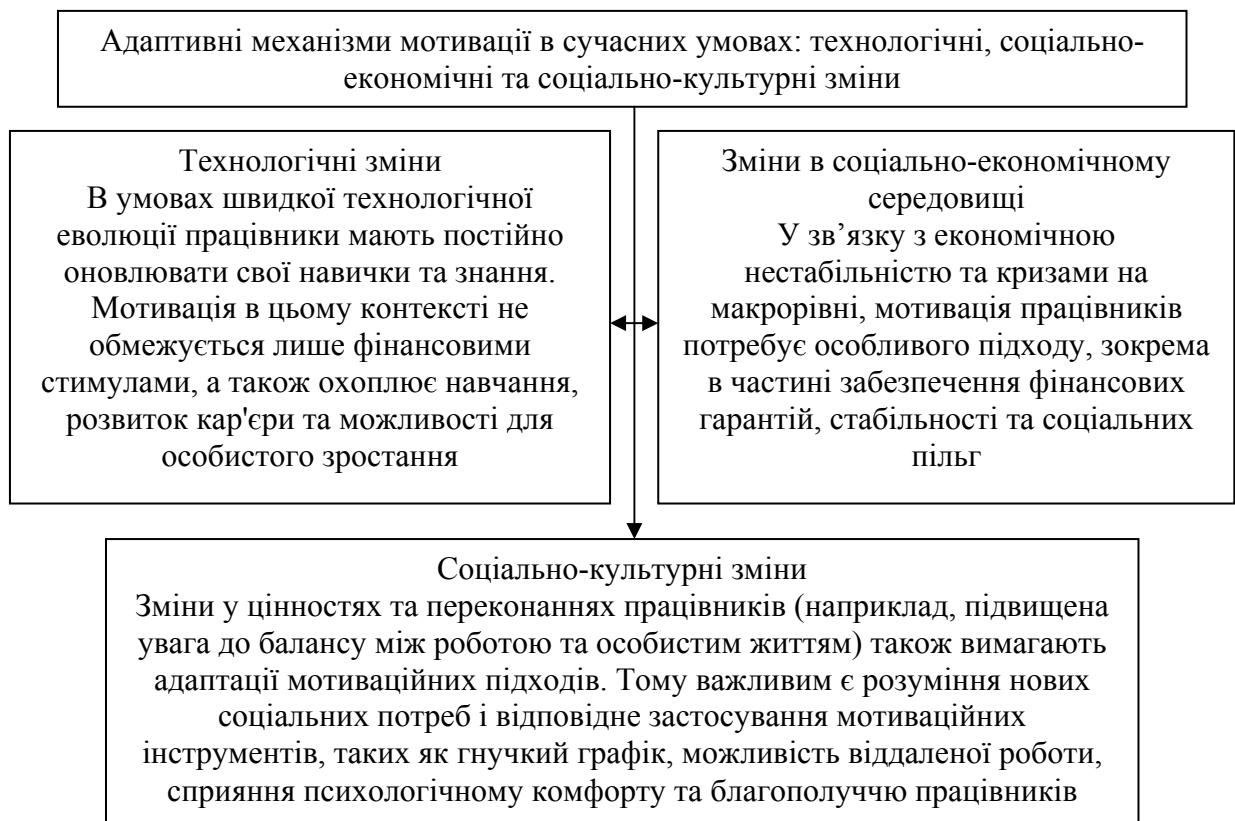 Адаптивні механізми мотивації в сучасних умовах: технологічні, соціально-
економічні та соціально-культурні зміни
Технологічні зміни
В умовах швидкої технологічної
еволюції працівники мають постійно
оновлювати свої навички та знання.
Мотивація в цьому контексті не
обмежується лише фінансовими
стимулами, а також охоплює навчання,
розвиток кар'єри та можливості для
особистого зростання
Зміни в соціально-економічному
середовищі
У зв’язку з економічною
нестабільністю та кризами на
макрорівні, мотивація працівників
потребує особливого підходу, зокрема
в частині забезпечення фінансових
гарантій, стабільності та соціальних
пільг
Соціально-культурні зміни
Зміни у цінностях та переконаннях працівників (наприклад, підвищена
увага до балансу між роботою та особистим життям) також вимагають
адаптації мотиваційних підходів. Тому важливим є розуміння нових
соціальних потреб і відповідне застосування мотиваційних
інструментів, таких як гнучкий графік, можливість віддаленої роботи,
сприяння психологічному комфорту та благополуччю працівників